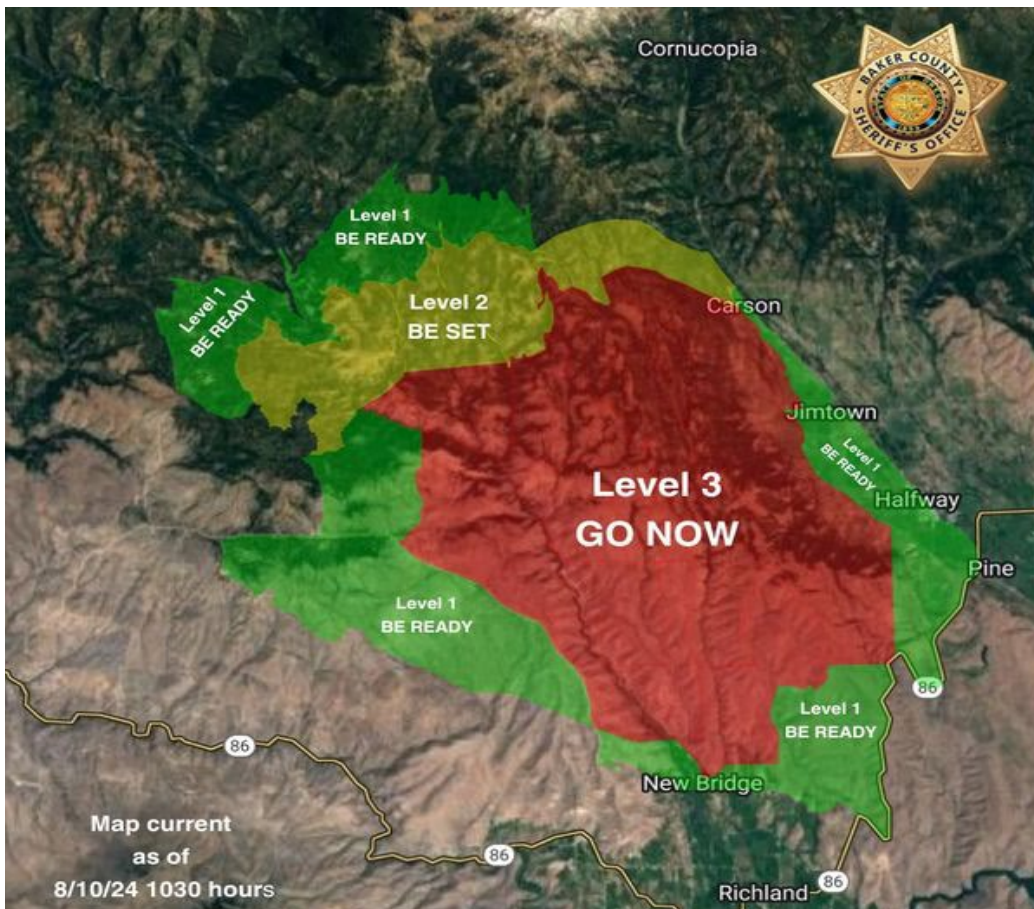 Cornucopia
BAKER COUNTY
SHERIFF'S OFFICE
Level 1
BE READY
Level 1
BE READY
Level 2
BE SET
Carson
Jimtown
Level 1
BE READY
Level 3
GO NOW
Halfway
Pine
Level 1
BE READY
86
Level 1
BE READY
86
New Bridge
Map current
as of
8/10/24 1030 hours
86
86
Richland